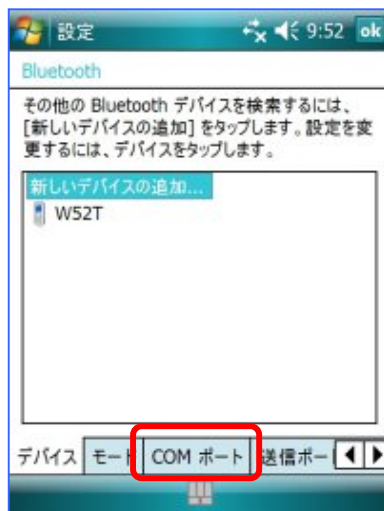 設定 9:52 ok
Bluetooth
その他の Bluetooth デバイスを検索するには、
[新しいデバイスの追加] をタップします。設定を変
更するには、デバイスをタップします。
新しいデバイスの追加...
W52T
デバイス モード COM ポート 送信ポー